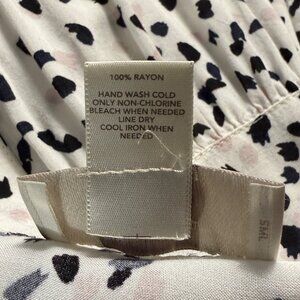 100% RAYON
HAND WASH COLD
ONLY NON-CHLORINE
BLEACH WHEN NEEDED
LINE DRY
COOL IRON WHEN
NEEDED